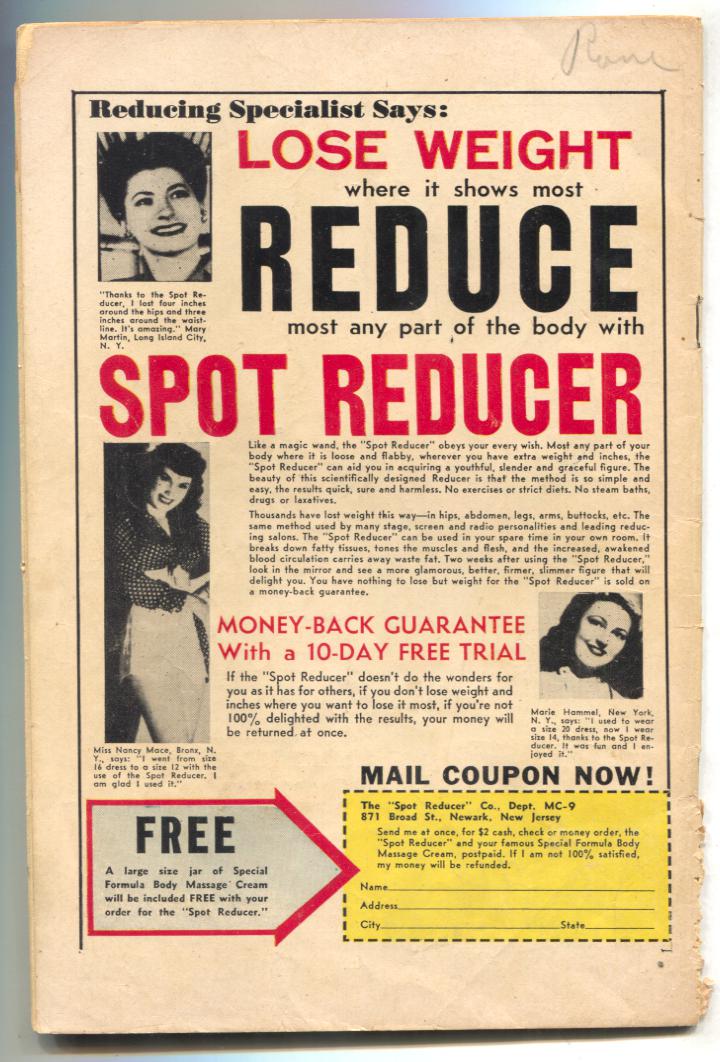 Reducing Specialist Says:
LOSE WEIGHT
where it shows most
REDUCE
most any part of the body with
"Thanks to the Spot Re-
ducer, I lost four inches
around the hips and three
inches around the waist-
line. It's amazing." Mary
Martin, Long Island City,
N. Y.
SPOT REDUCER
Like a magic wand, the "Spot Reducer" obeys your every wish. Most any part of your
body where it is loose and flabby, wherever you have extra weight and inches, the
"Spot Reducer" can aid you in acquiring a youthful, slender and graceful figure. The
beauty of this scientifically designed Reducer is that the method is so simple and
easy, the results quick, sure and harmless. No exercises or strict diets. No steam baths,
drugs or laxatives.
Thousands have lost weight this way—in hips, abdomen, legs, arms, buttocks, etc. The
same method used by many stage, screen and radio personalities and leading reduc-
ing salons. The "Spot Reducer" can be used in your spare time in your own room. It
breaks down fatty tissues, tones the muscles and flesh, and the increased, awakened
blood circulation carries away waste fat. Two weeks after using the "Spot Reducer,"
look in the mirror and see a more glamorous, better, firmer, slimmer figure that will
delight you. You have nothing to lose but weight for the "Spot Reducer" is sold on
a money-back guarantee.
MONEY-BACK GUARANTEE
With a 10-DAY FREE TRIAL
If the "Spot Reducer" doesn't do the wonders for
you as it has for others, if you don't lose weight and
inches where you want to lose it most, if you're not
100% delighted with the results, your money will
be returned at once.
Marie Hammel, New York,
N. Y., says: "I used to wear
a size 20 dress, now I wear
size 14, thanks to the Spot Re-
ducer. It was fun and I en-
joyed it."
Miss Nancy Mace, Bronx, N.
Y., says: "I went from size
16 dress to a size 12 with the
use of the Spot Reducer. I
am glad I used it."
MAIL COUPON NOW!
FREE
A large size jar of Special
Formula Body Massage Cream
will be included FREE with your
order for the "Spot Reducer."
The "Spot Reducer" Co., Dept. MC-9
871 Broad St., Newark, New Jersey
Send me at once, for $2 cash, check or money order, the
"Spot Reducer" and your famous Special Formula Body
Massage Cream, postpaid. If I am not 100% satisfied,
my money will be refunded.
Name
Address
City State